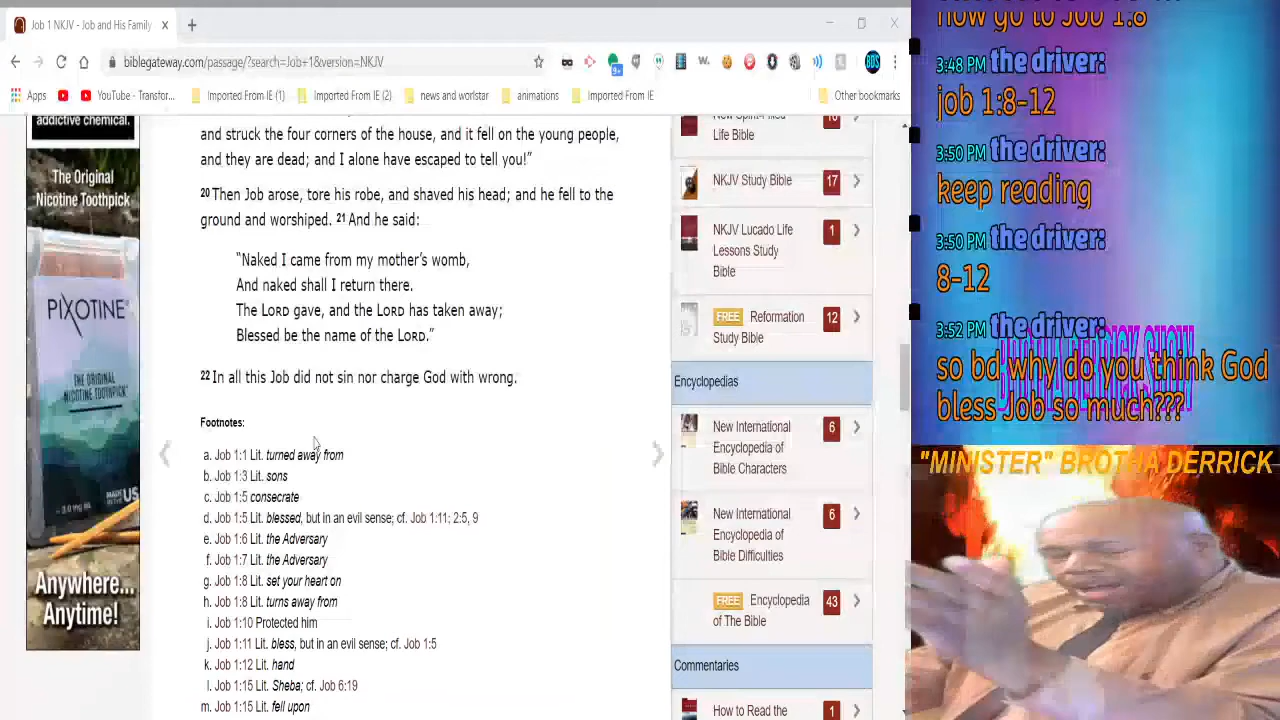 Job 1 NKJV - Job and His Family
biblegateway.com/passage/?search=Job+1&version=NKJV
9+
W..
BDS
Apps
YouTube - Transfor...
Imported From IE (1)
Imported From IE (2)
news and worlstar
animations
Imported From IE
Other bookmarks
addictive chemical.
The Original
Nicotine Toothpick
PIXOTINE
THE ORIGINAL
NICOTINE TOOTHPICK
Anywhere...
Anytime!
and struck the four corners of the house, and it fell on the young people,
and they are dead; and I alone have escaped to tell you!”
20 Then Job arose, tore his robe, and shaved his head; and he fell to the
ground and worshiped. 21 And he said:
“Naked I came from my mother’s womb,
And naked shall I return there.
The LORD gave, and the LORD has taken away;
Blessed be the name of the LORD.”
22 In all this Job did not sin nor charge God with wrong.
Footnotes:
a. Job 1:1 Lit. turned away from
b. Job 1:3 Lit. sons
c. Job 1:5 consecrate
d. Job 1:5 Lit. blessed, but in an evil sense; cf. Job 1:11; 2:5, 9
e. Job 1:6 Lit. the Adversary
f. Job 1:7 Lit. the Adversary
g. Job 1:8 Lit. set your heart on
h. Job 1:8 Lit. turns away from
i. Job 1:10 Protected him
j. Job 1:11 Lit. bless, but in an evil sense; cf. Job 1:5
k. Job 1:12 Lit. hand
l. Job 1:15 Lit. Sheba; cf. Job 6:19
m. Job 1:15 Lit. fell upon
New Spirit-Filled
Life Bible
16
NKJV Study Bible
17
NKJV Lucado Life
Lessons Study
Bible
1
FREE Reformation
Study Bible
12
Encyclopedias
New International
Encyclopedia of
Bible Characters
6
New International
Encyclopedia of
Bible Difficulties
6
FREE Encyclopedia
of The Bible
43
Commentaries
How to Read the
1
now go to Job 1:8
3:48 PM the driver:
job 1:8-12
3:50 PM the driver:
keep reading
3:50 PM the driver:
8-12
3:52 PM the driver:
so bd why do you think God
bless Job so much???
BROTHA DERRICK SHOW
"MINISTER" BROTHA DERRICK